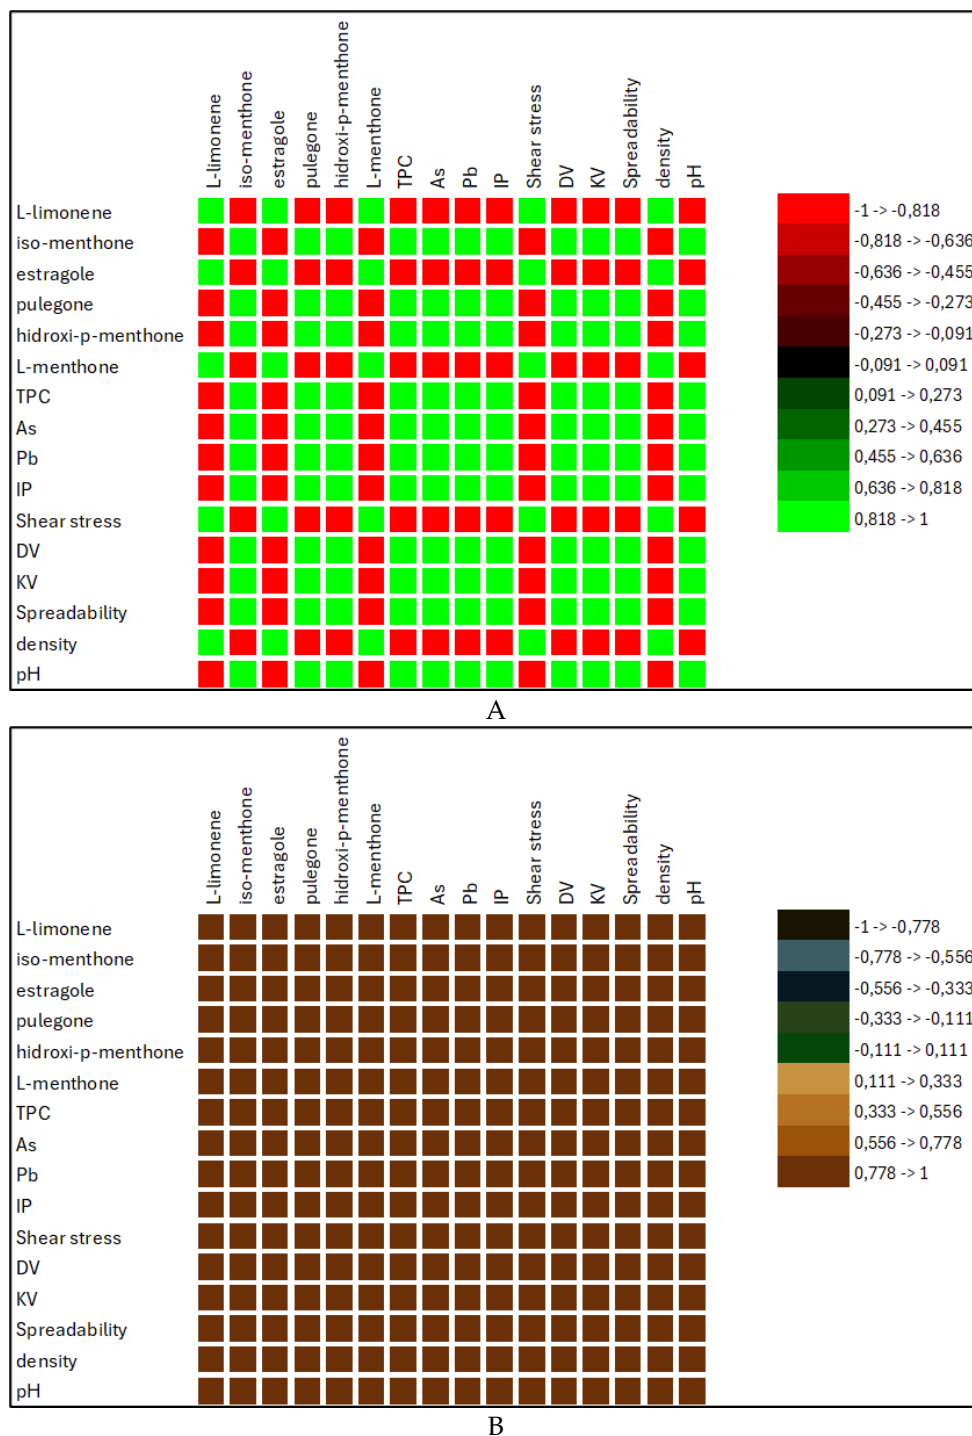 L-limonene
iso-menthone
estragole
pulegone
hidroxi-p-menthone
L-menthone
TPC
As
Pb
IP
Shear stress
DV
KV
Spreadability
density
pH
L-limonene
iso-menthone
estragole
pulegone
hidroxi-p-menthone
L-menthone
TPC
As
Pb
IP
Shear stress
DV
KV
Spreadability
density
pH
-1 -> -0,818
-0,818 -> -0,636
-0,636 -> -0,455
-0,455 -> -0,273
-0,273 -> -0,091
-0,091 -> 0,091
0,091 -> 0,273
0,273 -> 0,455
0,455 -> 0,636
0,636 -> 0,818
0,818 -> 1
A
L-limonene
iso-menthone
estragole
pulegone
hidroxi-p-menthone
L-menthone
TPC
As
Pb
IP
Shear stress
DV
KV
Spreadability
density
pH
L-limonene
iso-menthone
estragole
pulegone
hidroxi-p-menthone
L-menthone
TPC
As
Pb
IP
Shear stress
DV
KV
Spreadability
density
pH
-1 -> -0,778
-0,778 -> -0,556
-0,556 -> -0,333
-0,333 -> -0,111
-0,111 -> 0,111
0,111 -> 0,333
0,333 -> 0,556
0,556 -> 0,778
0,778 -> 1
B